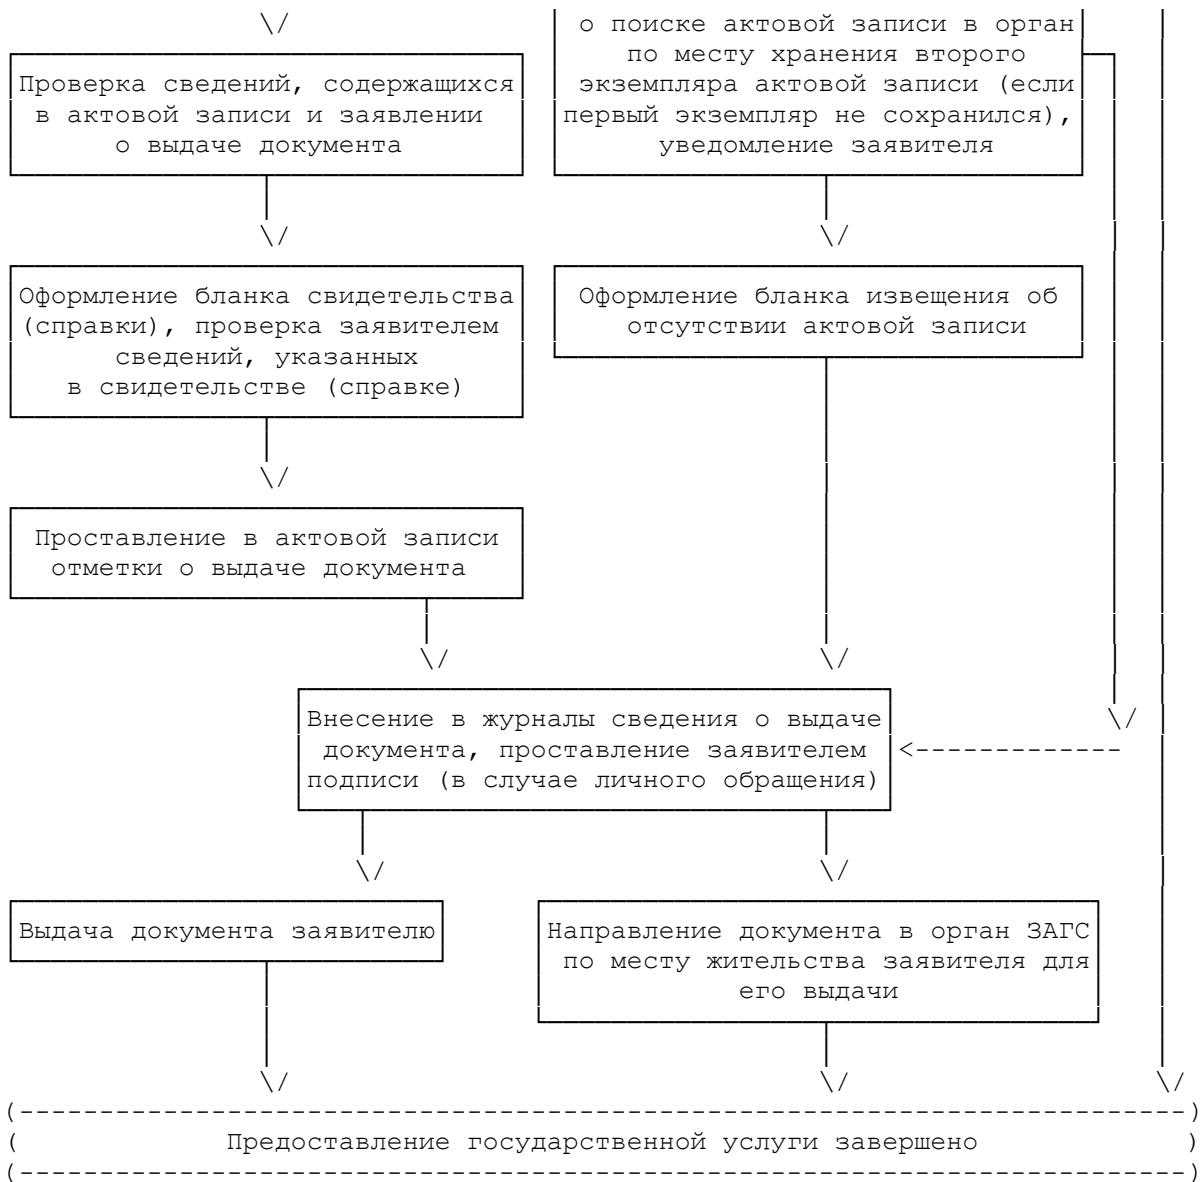 о поиске актовой записи в орган
по месту хранения второго
экземпляра актовой записи (если
первый экземпляр не сохранился),
уведомление заявителя
Проверка сведений, содержащихся
в актовой записи и заявлении
о выдаче документа
Оформление бланка свидетельства
(справки), проверка заявителем
сведений, указанных
в свидетельстве (справке)
Оформление бланка извещения об
отсутствии актовой записи
Проставление в актовой записи
отметки о выдаче документа
Внесение в журналы сведения о выдаче
документа, проставление заявителем
подписи (в случае личного обращения)
Выдача документа заявителю
Направление документа в орган ЗАГС
по месту жительства заявителя для
его выдачи
Предоставление государственной услуги завершено